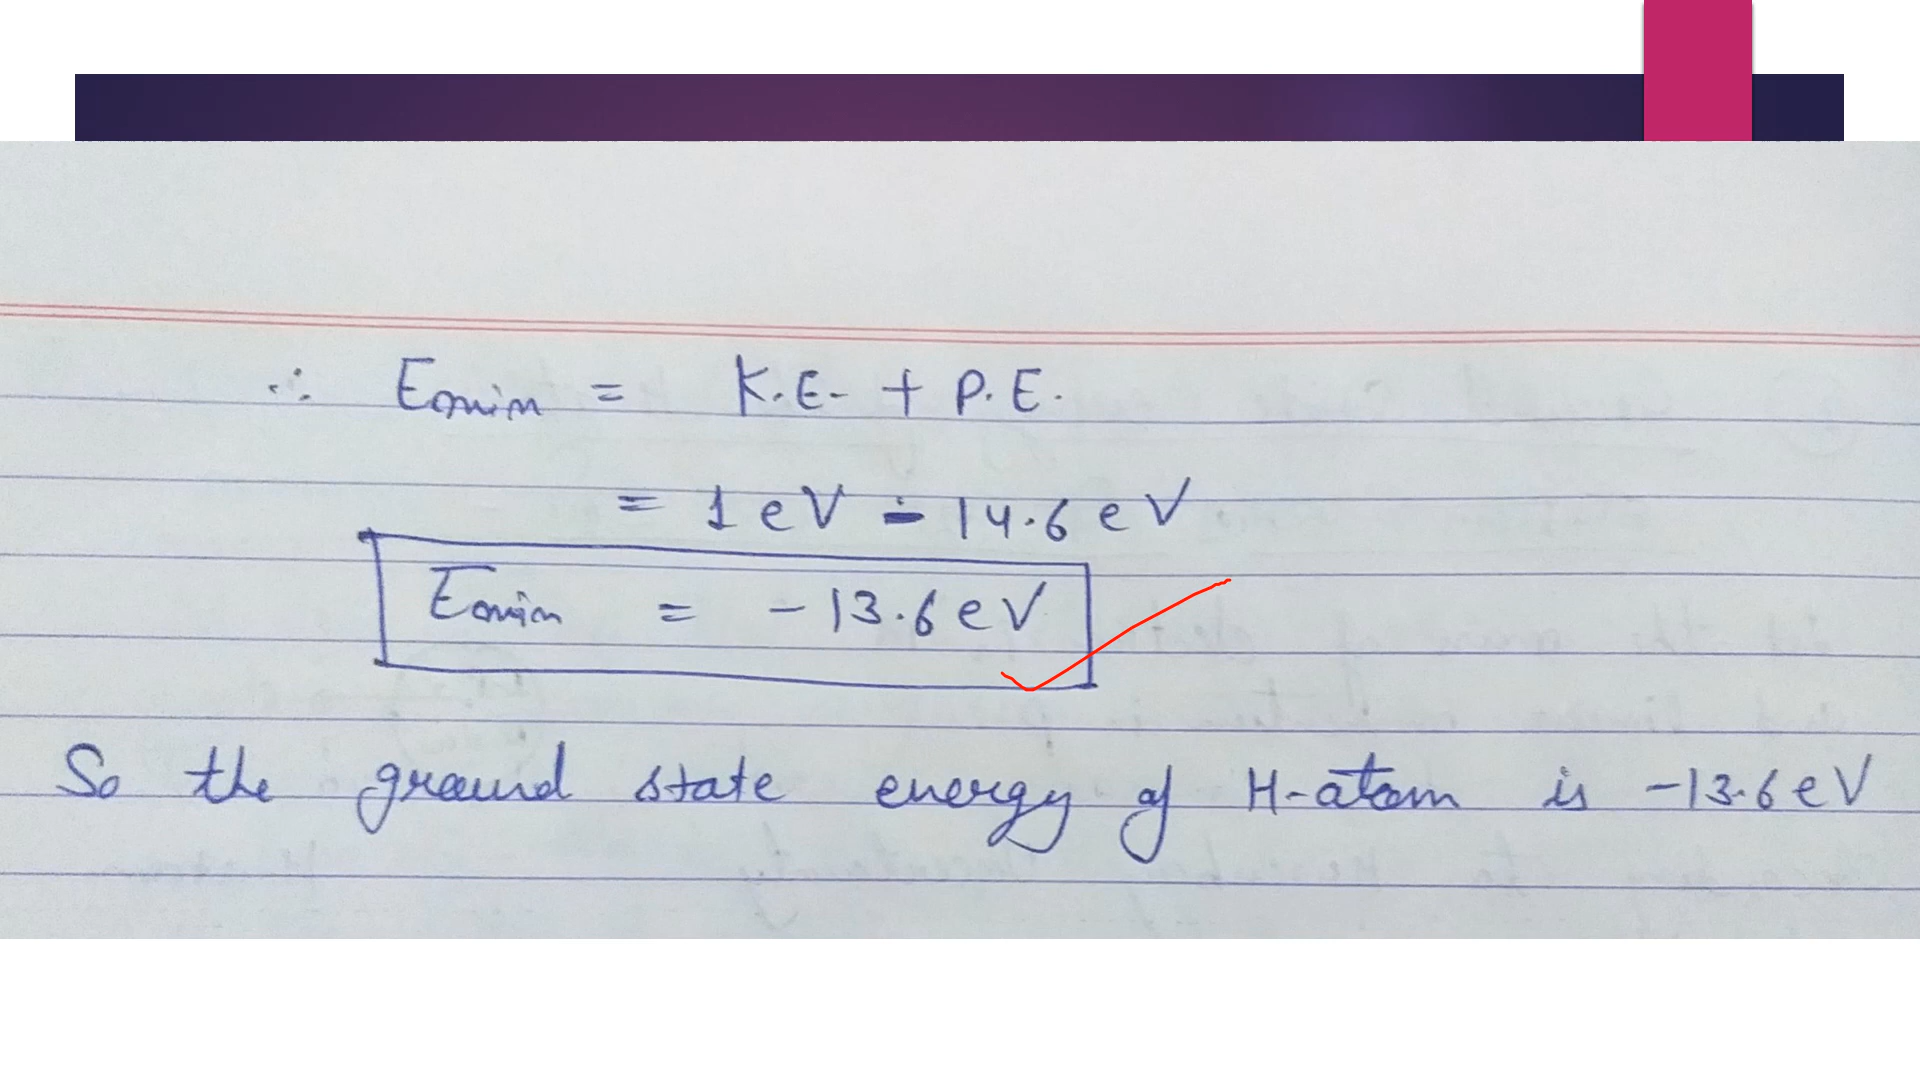 ∴ Emin = K.E. + P.E.
= 1 eV - 14.6 eV
Emin = -13.6 eV
So the ground state energy of H-atom is -13.6 eV